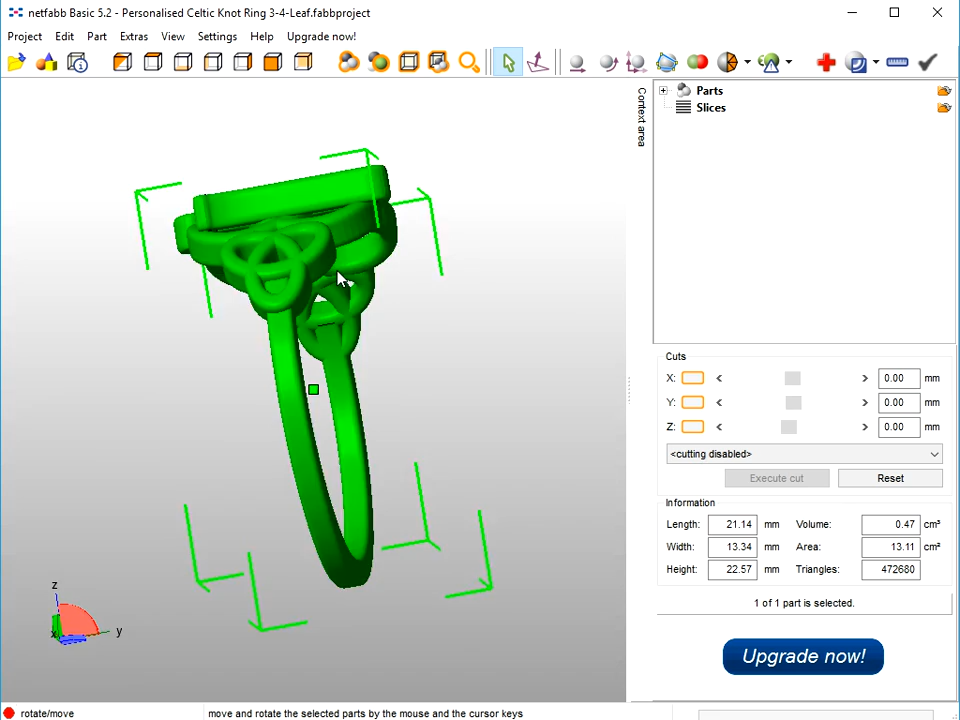 netfabb Basic 5.2 - Personalised Celtic Knot Ring 3-4-Leaf.fabbproject
Project Edit Part Extras View Settings Help Upgrade now!
Context area
Parts
Slices
Cuts
X: < > 0.00 mm
Y: < > 0.00 mm
Z: < > 0.00 mm
<cutting disabled>
Execute cut Reset
Information
Length: 21.14 mm Volume: 0.47 cm³
Width: 13.34 mm Area: 13.11 cm²
Height: 22.57 mm Triangles: 472680
1 of 1 part is selected.
Upgrade now!
z
x y
rotate/move move and rotate the selected parts by the mouse and the cursor keys